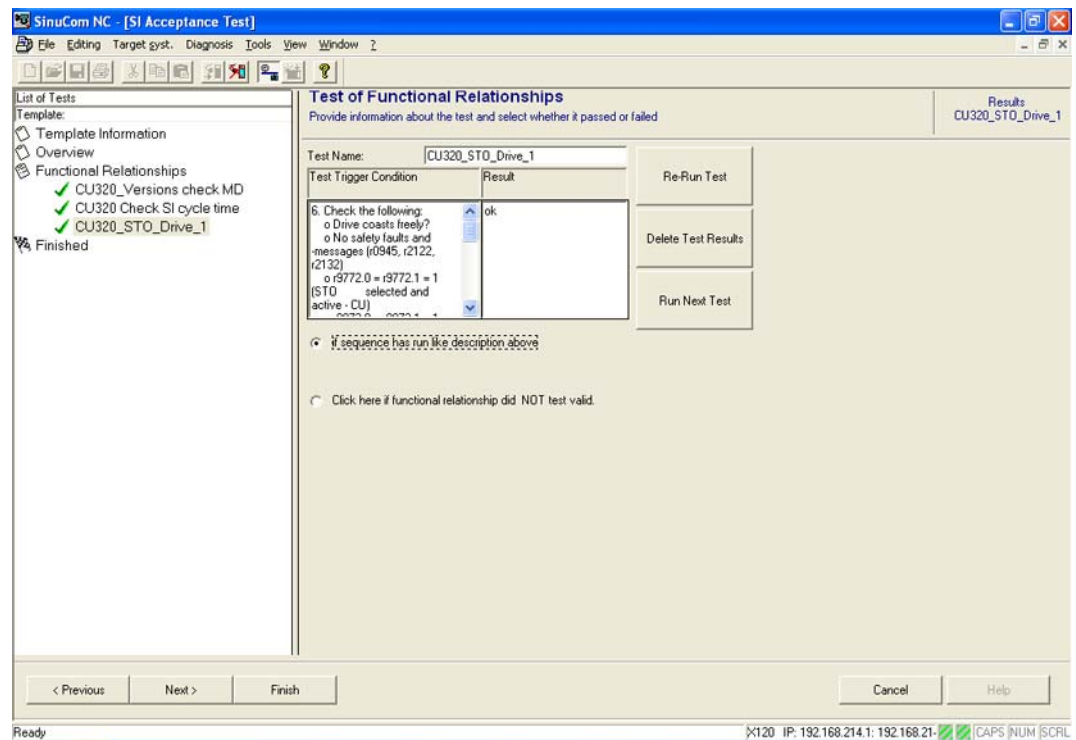 SinuCom NC - [SI Acceptance Test]
File Editing Target syst. Diagnosis Tools View Window ?
List of Tests
Template:
Template Information
Overview
Functional Relationships
CU320_Versions check MD
CU320 Check SI cycle time
CU320_STO_Drive_1
Finished
Test of Functional Relationships
Provide information about the test and select whether it passed or failed
Results
CU320_STO_Drive_1
Test Name: CU320_STO_Drive_1
Test Trigger Condition Result
6. Check the following:
o Drive coasts freely?
o No safety faults and
-messages (r0945, r2122,
r2132)
o r9772.0 = r9772.1 = 1
(STO selected and
active - CU)
ok
Re-Run Test
Delete Test Results
Run Next Test
if sequence has run like description above
Click here if functional relationship did NOT test valid.
< Previous Next > Finish Cancel Help
Ready X120 IP: 192.168.214.1: 192.168.21- CAPS NUM SCRL